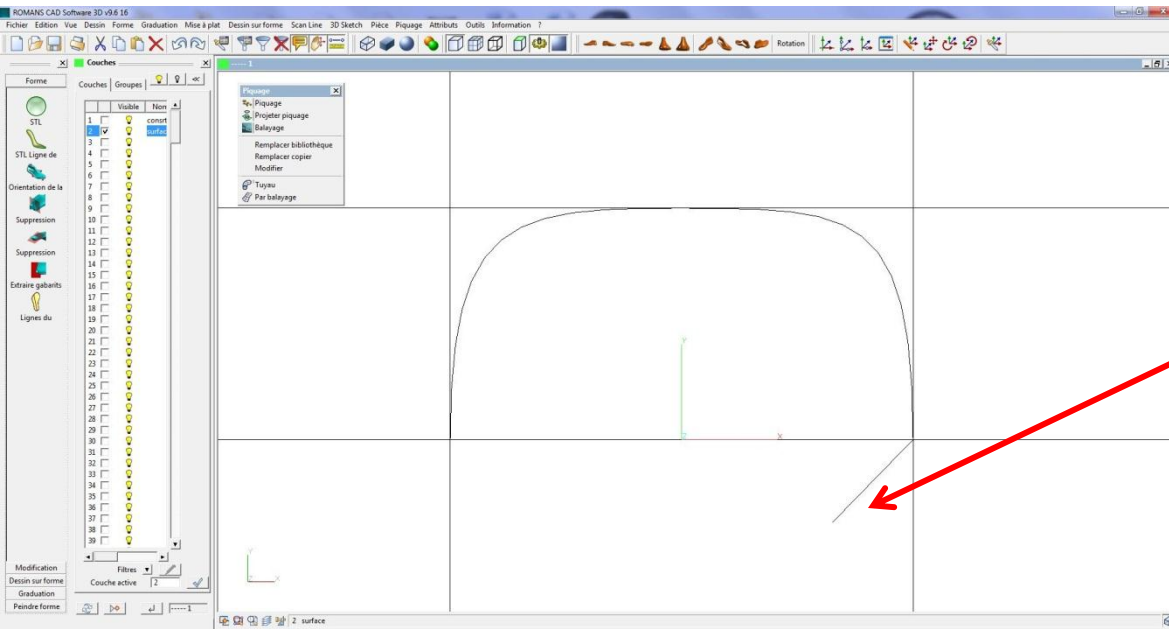 ROMANS CAD Software 3D v9.6 16
Fichier Edition Vue Dessin Forme Graduation Mise à plat Dessin sur forme Scan Line 3D Sketch Pièce Piquage Attributs Outils Information ?
Rotation
Forme
STL
STL Ligne de
Orientation de la
Suppression
Suppression
Extraire gabarits
Lignes du
Modification
Dessin sur forme
Graduation
Peindre forme
Couches
Couches Groupes
Visible Non
1 consrt
2 surfac
3
4
5
6
7
8
9
10
11
12
13
14
15
16
17
18
19
20
21
22
23
24
25
26
27
28
29
30
31
32
33
34
35
36
37
38
39
Filtres
Couche active 2
-----1
---- 1
Piquage
Piquage
Projeter piquage
Balayage
Remplacer bibliothèque
Remplacer copier
Modifier
Tuyau
Par balayage
Y
Z X
Y
X
2 surface